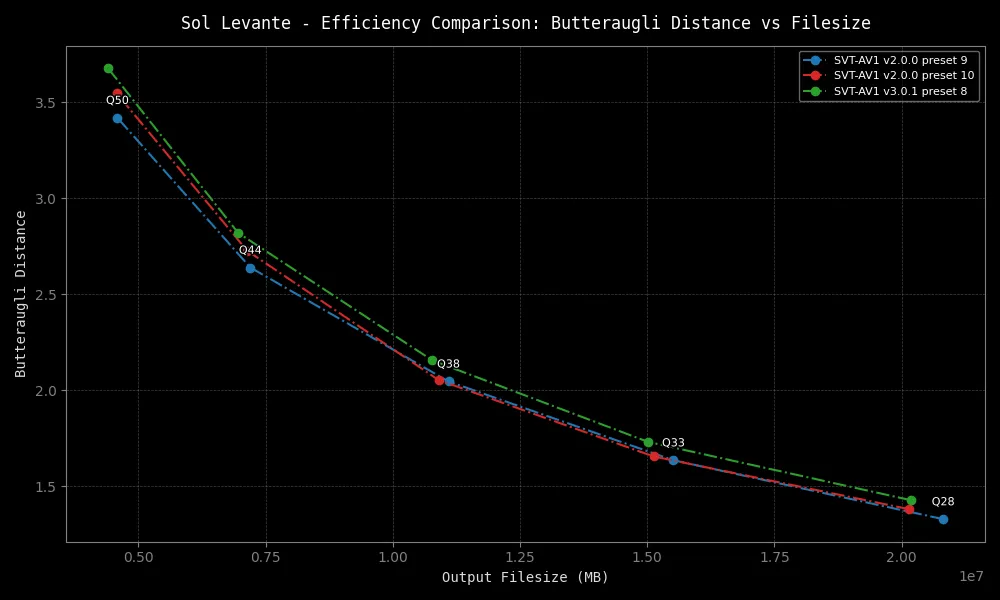 Sol Levante - Efficiency Comparison: Butteraugli Distance vs Filesize
SVT-AV1 v2.0.0 preset 9
SVT-AV1 v2.0.0 preset 10
SVT-AV1 v3.0.1 preset 8
Butteraugli Distance
3.5
3.0
2.5
2.0
1.5
Q50
Q44
Q38
Q33
Q28
0.50
0.75
1.00
1.25
1.50
1.75
2.00
1e7
Output Filesize (MB)